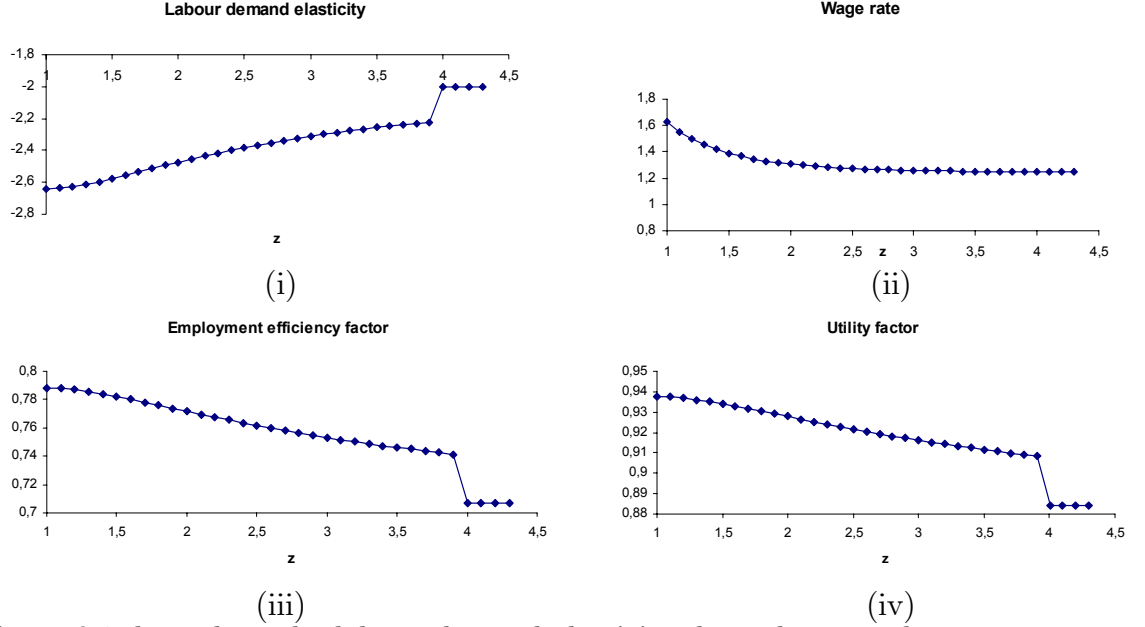 Labour demand elasticity
-1,8
1 1,5 2 2,5 3 3,5 4 4,5
-2
-2,2
-2,4
-2,6
-2,8
z
(i)
Wage rate
1,8
1,6
1,4
1,2
1
0,8
1 1,5 2 2,5 z 3 3,5 4 4,5
(ii)
Employment efficiency factor
0,8
0,78
0,76
0,74
0,72
0,7
1 1,5 2 2,5 3 3,5 4 4,5
z
(iii)
Utility factor
0,95
0,94
0,93
0,92
0,91
0,9
0,89
0,88
1 1,5 2 2,5 3 3,5 4 4,5
z
(iv)